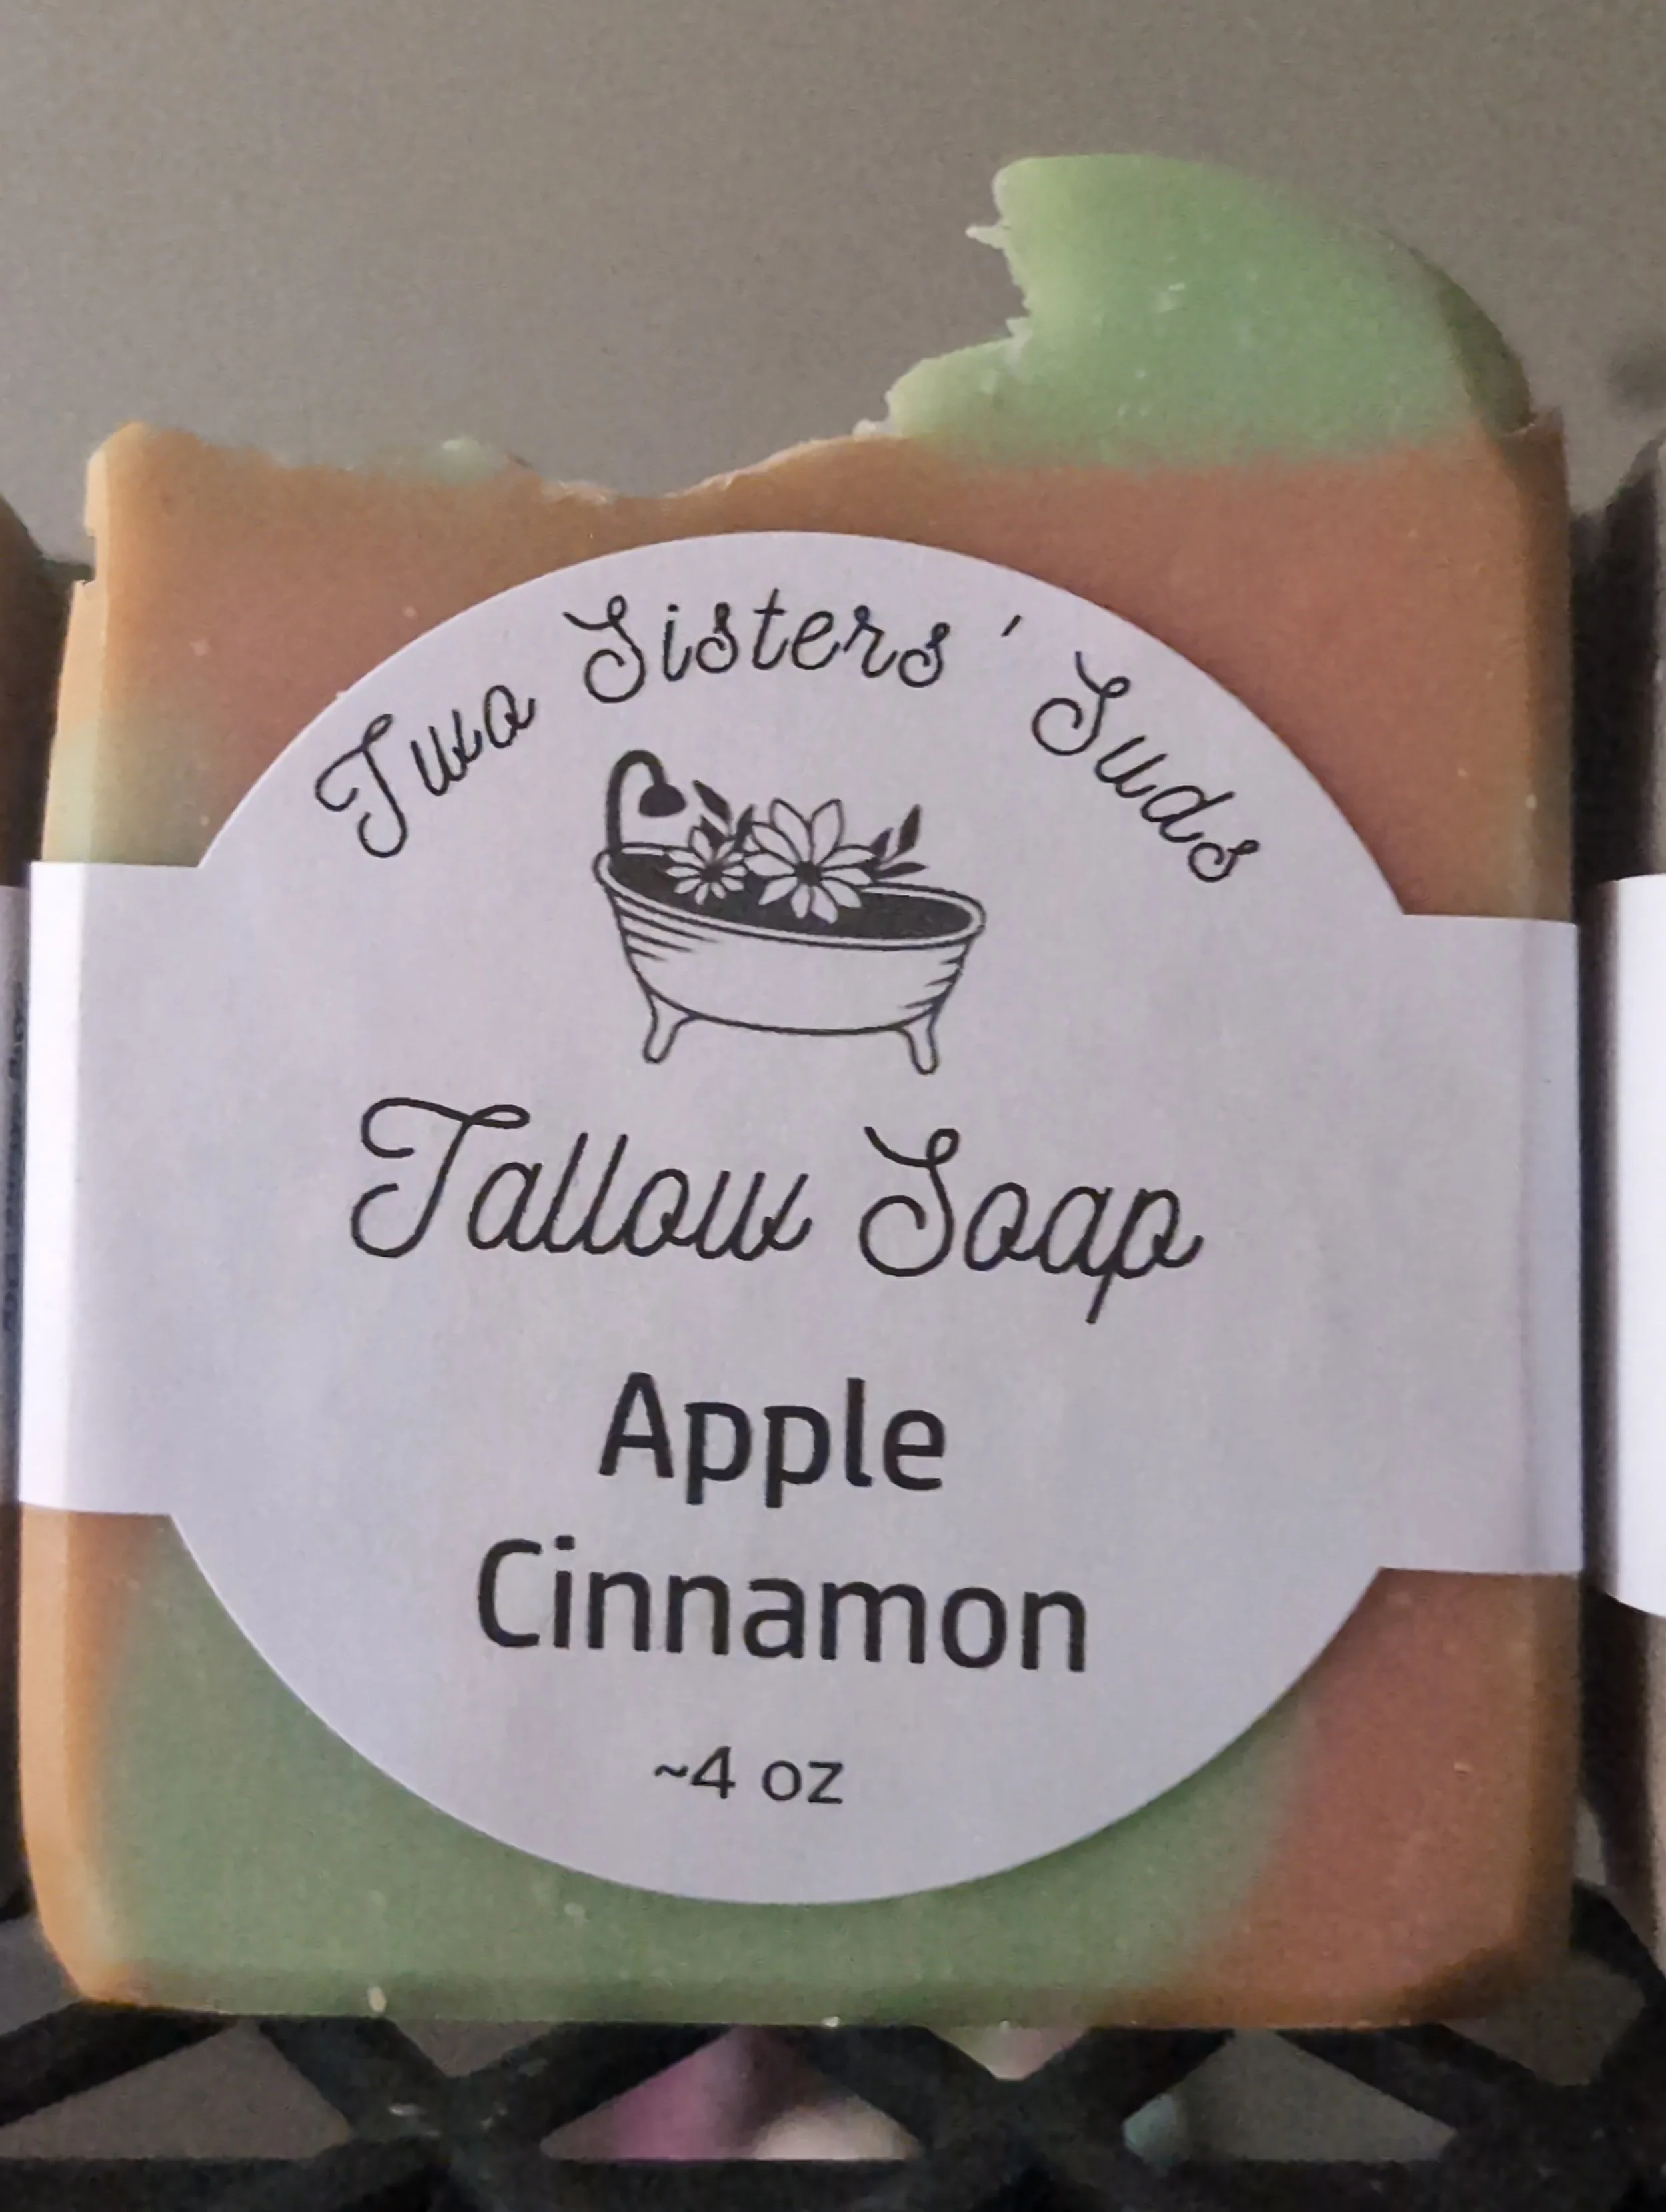 Two Sisters' Suds
Tallow Soap
Apple
Cinnamon
~4 oz